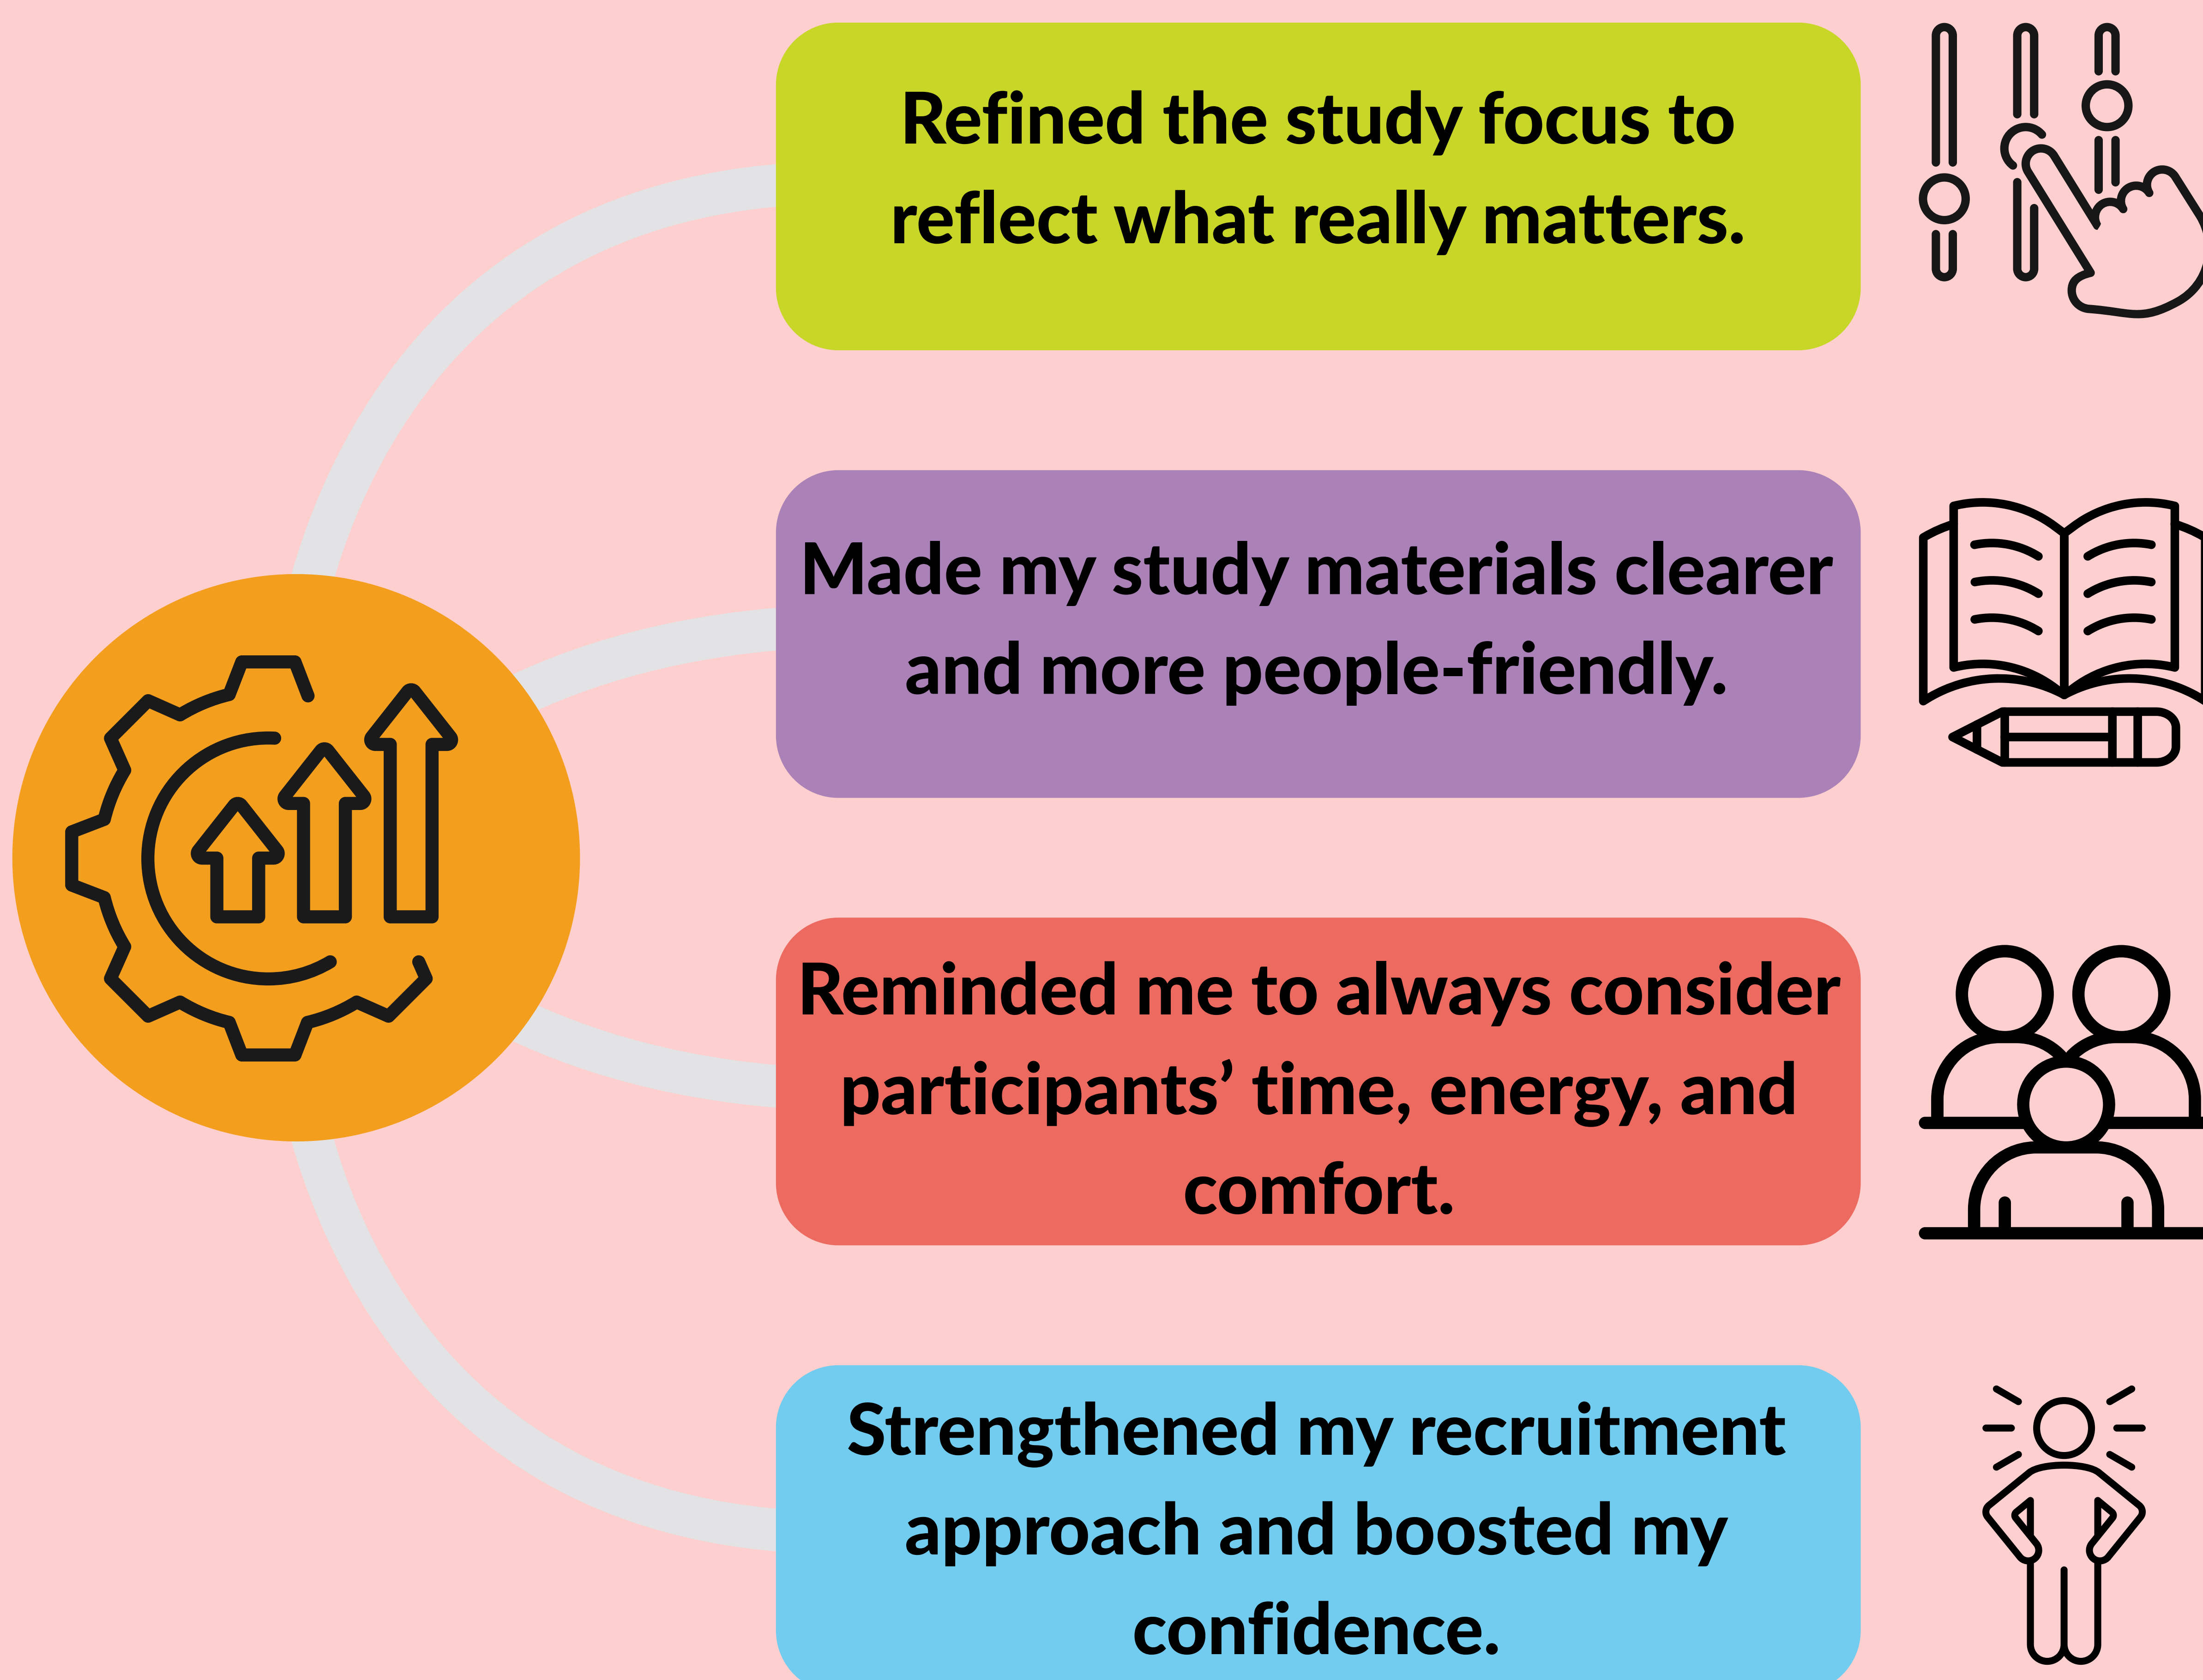 Refined the study focus to
reflect what really matters.
Made my study materials clearer
and more people-friendly.
Reminded me to always consider
participants’ time, energy, and
comfort.
Strengthened my recruitment
approach and boosted my
confidence.